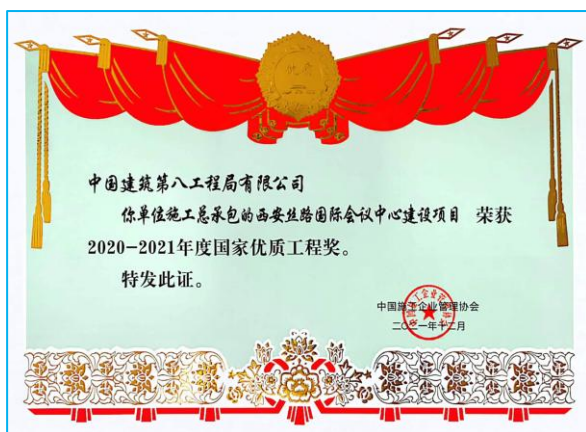 中国建筑第八工程局有限公司
你单位施工总承包的西安丝路国际会议中心建设项目 荣获
2020-2021年度国家优质工程奖。
特发此证。
中国施工企业管理协会
二〇二一年十二月